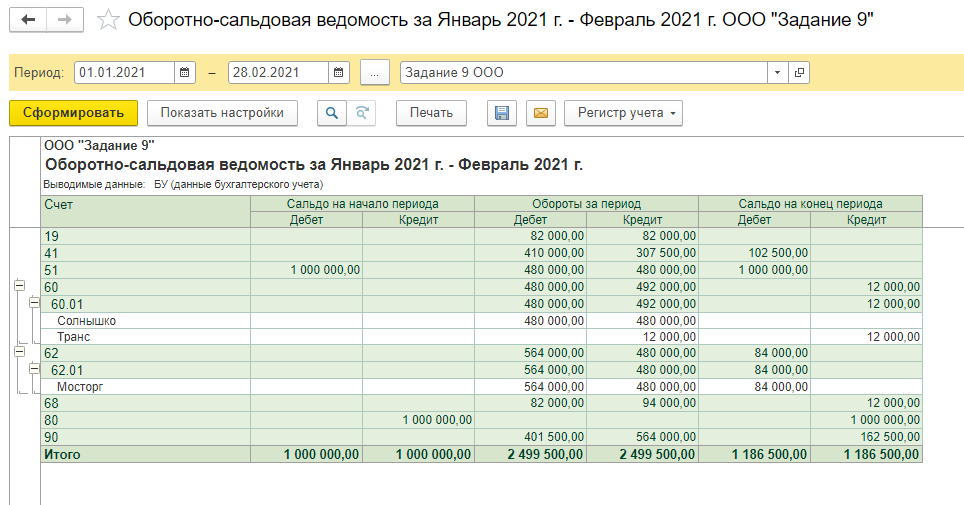 Оборотно-сальдовая ведомость за Январь 2021 г. - Февраль 2021 г. ООО "Задание 9"
Период: 01.01.2021 – 28.02.2021 ... Задание 9 ООО
Сформировать Показать настройки Печать Регистр учета
ООО "Задание 9"
Оборотно-сальдовая ведомость за Январь 2021 г. - Февраль 2021 г.
Выводимые данные: БУ (данные бухгалтерского учета)
Счет Сальдо на начало периода Обороты за период Сальдо на конец периода
Дебет Кредит Дебет Кредит Дебет Кредит
19 82 000,00 82 000,00
41 410 000,00 307 500,00 102 500,00
51 1 000 000,00 480 000,00 480 000,00 1 000 000,00
60 480 000,00 492 000,00 12 000,00
60.01 480 000,00 492 000,00 12 000,00
Солнышко 480 000,00 480 000,00
Транс 12 000,00 12 000,00
62 564 000,00 480 000,00 84 000,00
62.01 564 000,00 480 000,00 84 000,00
Мосторг 564 000,00 480 000,00 84 000,00
68 82 000,00 94 000,00 12 000,00
80 1 000 000,00 1 000 000,00
90 401 500,00 564 000,00 162 500,00
Итого 1 000 000,00 1 000 000,00 2 499 500,00 2 499 500,00 1 186 500,00 1 186 500,00